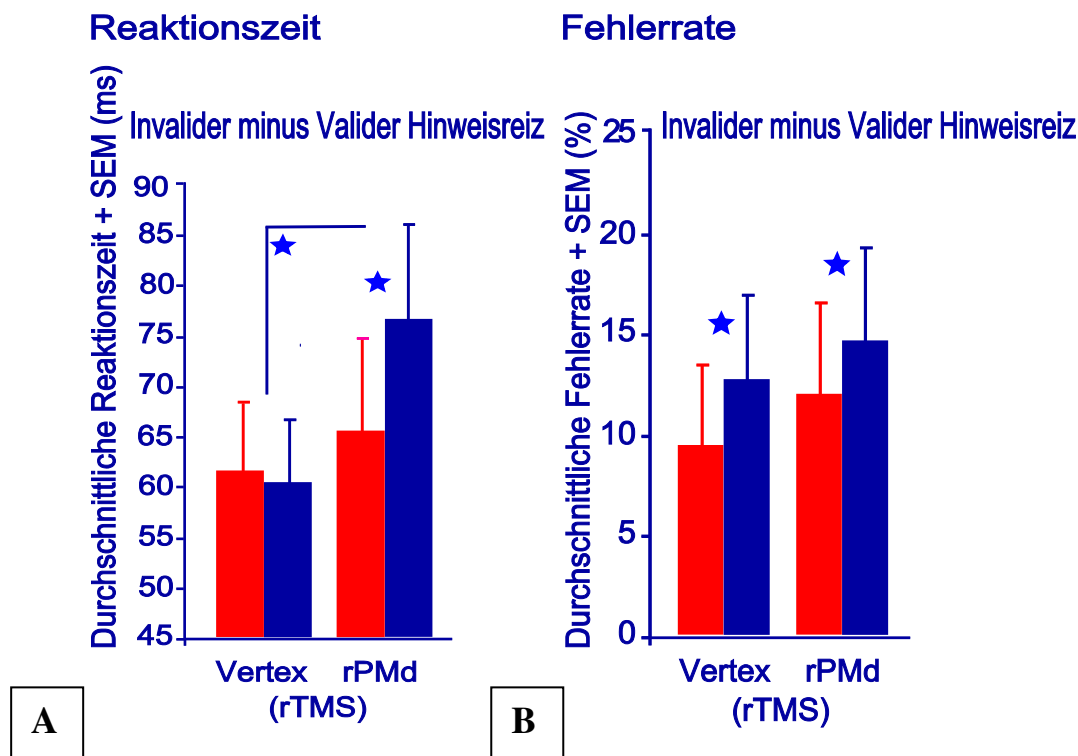 Reaktionszeit
Durchschnittliche Reaktionszeit + SEM (ms)
Invalider minus Valider Hinweisreiz
90
85
80
75
70
65
60
55
50
45
Vertex rPMd
(rTMS)
A
Fehlerrate
Durchschnittliche Fehlerrate + SEM (%)
Invalider minus Valider Hinweisreiz
25
20
15
10
5
0
Vertex rPMd
(rTMS)
B